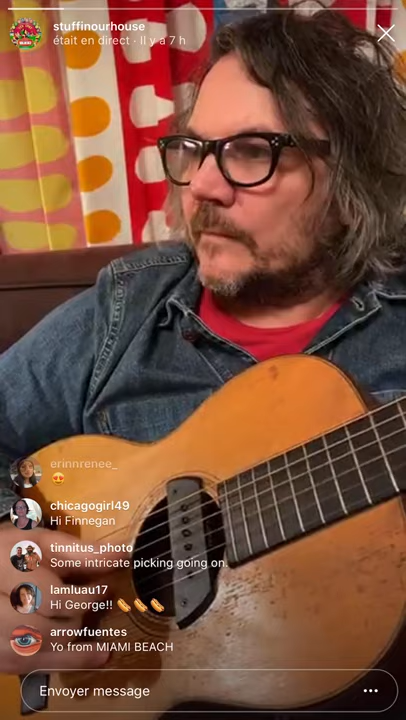 stuffinourhouse
était en direct · Il y a 7 h
erinnrenee_
😍
chicagogirl49
Hi Finnegan
tinnitus_photo
Some intricate picking going on.
lamluau17
Hi George!! 🌭🌭🌭
arrowfuentes
Yo from MIAMI BEACH
Envoyer message